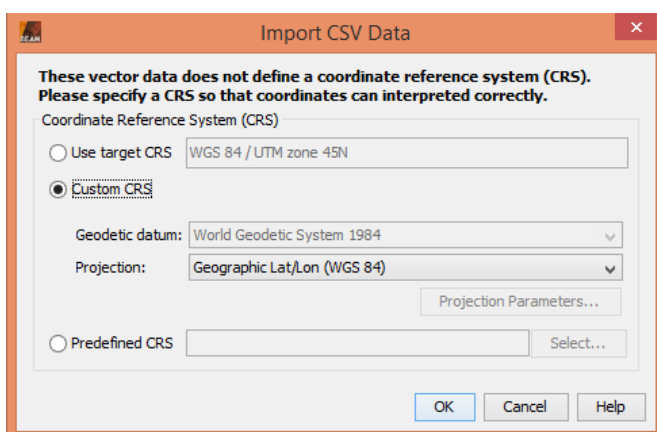 BEAM
Import CSV Data
These vector data does not define a coordinate reference system (CRS).
Please specify a CRS so that coordinates can interpreted correctly.
Coordinate Reference System (CRS)
Use target CRS WGS 84 / UTM zone 45N
Custom CRS
Geodetic datum: World Geodetic System 1984
Projection: Geographic Lat/Lon (WGS 84)
Projection Parameters...
Predefined CRS Select...
OK Cancel Help